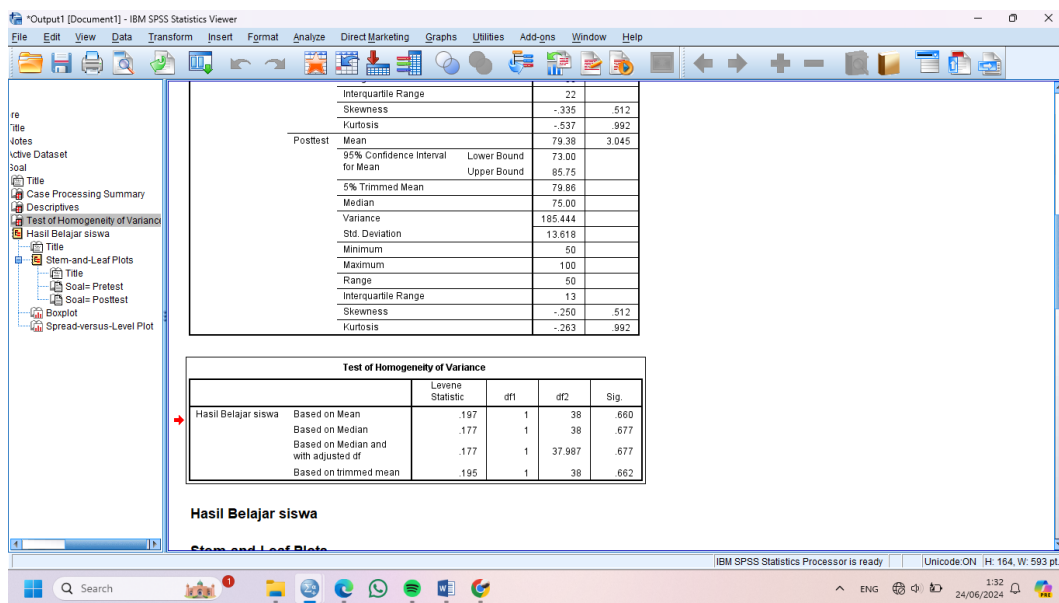 *Output1 [Document1] - IBM SPSS Statistics Viewer
File Edit View Data Transform Insert Format Analyze Direct Marketing Graphs Utilities Add-ons Window Help
Title
Notes
Active Dataset
Soal
Title
Case Processing Summary
Descriptives
Test of Homogeneity of Variance
Hasil Belajar siswa
Title
Stem-and-Leaf Plots
Title
Soal= Pretest
Soal= Posttest
Boxplot
Spread-versus-Level Plot
Interquartile Range 22
Skewness -.335 .512
Kurtosis -.537 .992
Posttest Mean 79.38 3.045
95% Confidence Interval for Mean Lower Bound 73.00
Upper Bound 85.75
5% Trimmed Mean 79.86
Median 75.00
Variance 185.444
Std. Deviation 13.618
Minimum 50
Maximum 100
Range 50
Interquartile Range 13
Skewness -.250 .512
Kurtosis -.263 .992
Test of Homogeneity of Variance
Levene Statistic df1 df2 Sig.
Hasil Belajar siswa Based on Mean .197 1 38 .660
Based on Median .177 1 38 .677
Based on Median and with adjusted df .177 1 37.987 .677
Based on trimmed mean .195 1 38 .662
Hasil Belajar siswa
Stem-and-Leaf Plots
IBM SPSS Statistics Processor is ready Unicode:ON H: 164, W: 593 pt.
Search 1 ENG 1:32
24/06/2024 PRE